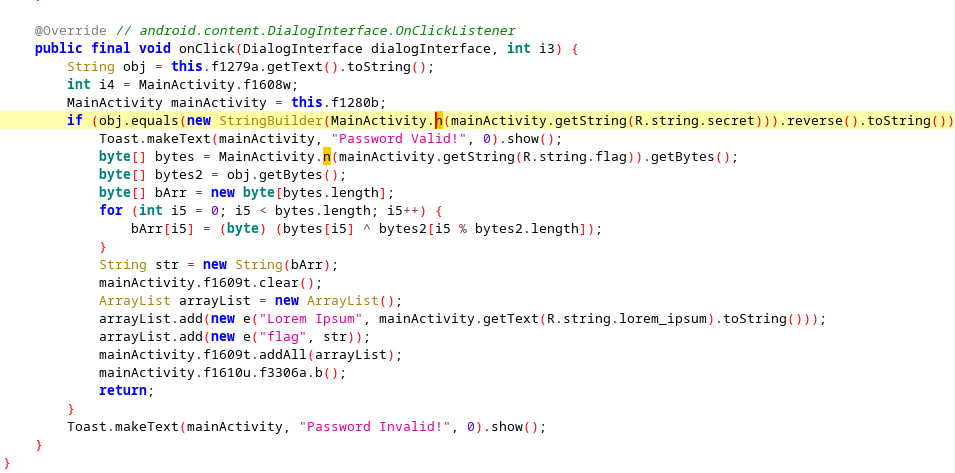 @Override // android.content.DialogInterface.OnClickListener
public final void onClick(DialogInterface dialogInterface, int i3) {
String obj = this.f1279a.getText().toString();
int i4 = MainActivity.f1608w;
MainActivity mainActivity = this.f1280b;
if (obj.equals(new StringBuilder(MainActivity.n(mainActivity.getString(R.string.secret))).reverse().toString())
Toast.makeText(mainActivity, "Password Valid!", 0).show();
byte[] bytes = MainActivity.n(mainActivity.getString(R.string.flag)).getBytes();
byte[] bytes2 = obj.getBytes();
byte[] bArr = new byte[bytes.length];
for (int i5 = 0; i5 < bytes.length; i5++) {
bArr[i5] = (byte) (bytes[i5] ^ bytes2[i5 % bytes2.length]);
}
String str = new String(bArr);
mainActivity.f1609t.clear();
ArrayList arrayList = new ArrayList();
arrayList.add(new e("Lorem Ipsum", mainActivity.getText(R.string.lorem_ipsum).toString()));
arrayList.add(new e("flag", str));
mainActivity.f1609t.addAll(arrayList);
mainActivity.f1610u.f3306a.b();
return;
}
Toast.makeText(mainActivity, "Password Invalid!", 0).show();
}
}